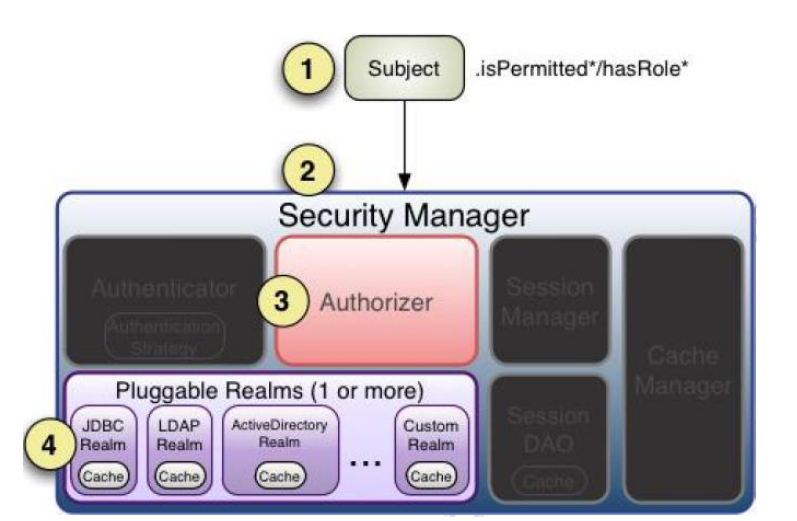 1
Subject
.isPermitted*/hasRole*
2
Security Manager
Authenticator
Authentication
Strategy
3
Authorizer
Session
Manager
Cache
Manager
Pluggable Realms (1 or more)
4
JDBC
Realm
Cache
LDAP
Realm
Cache
ActiveDirectory
Realm
Cache
...
Custom
Realm
Cache
Session
DAO
Cache